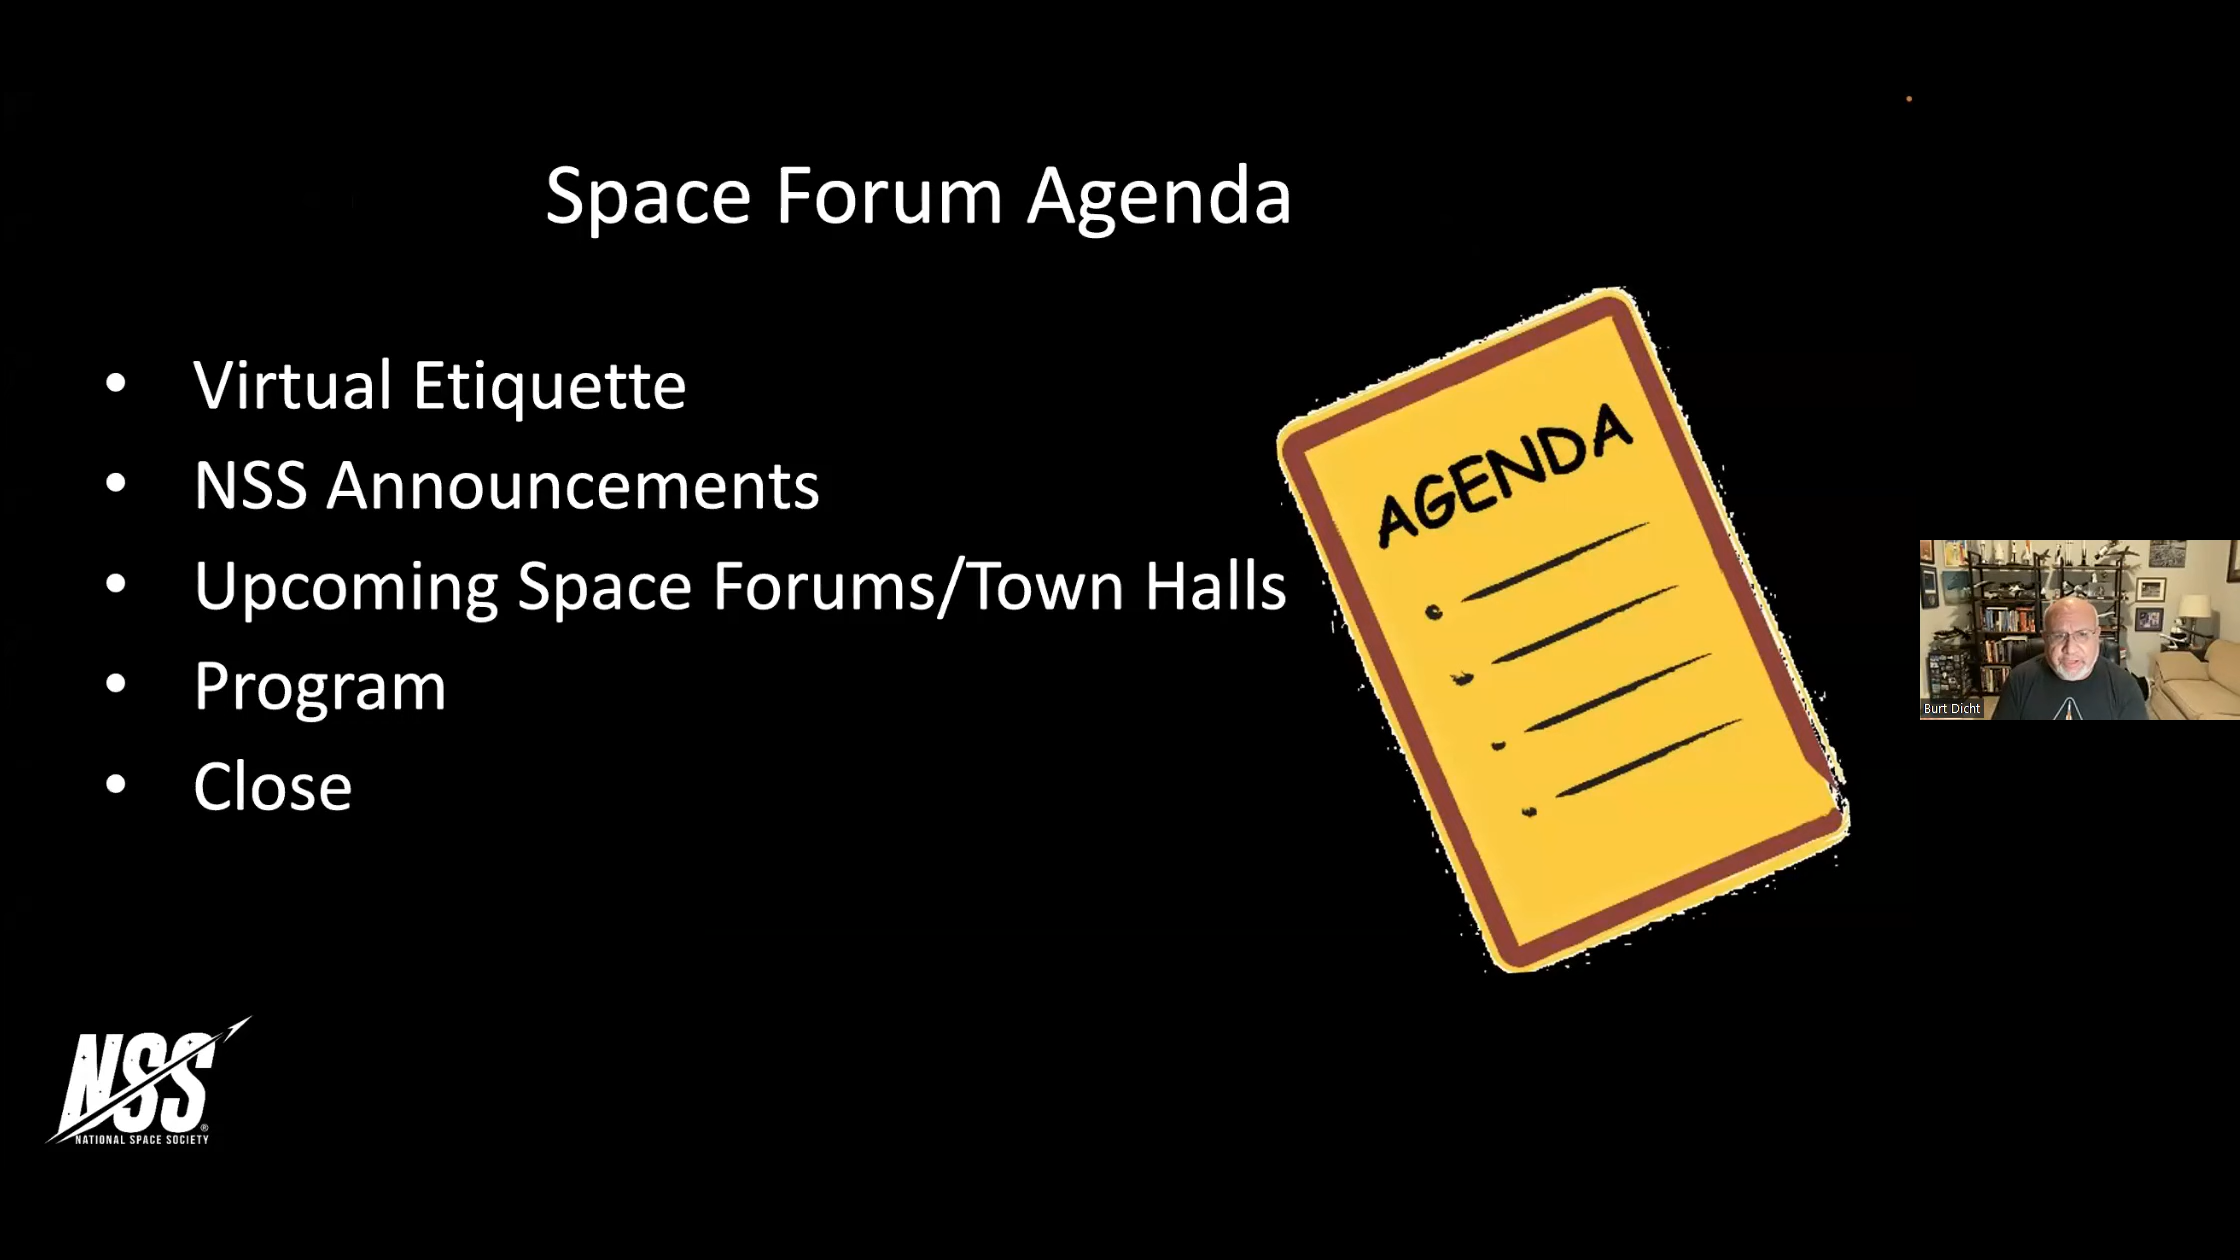 Space Forum Agenda
• Virtual Etiquette
• NSS Announcements
• Upcoming Space Forums/Town Halls
• Program
• Close
AGENDA
Burt Dicht
NSS®
NATIONAL SPACE SOCIETY